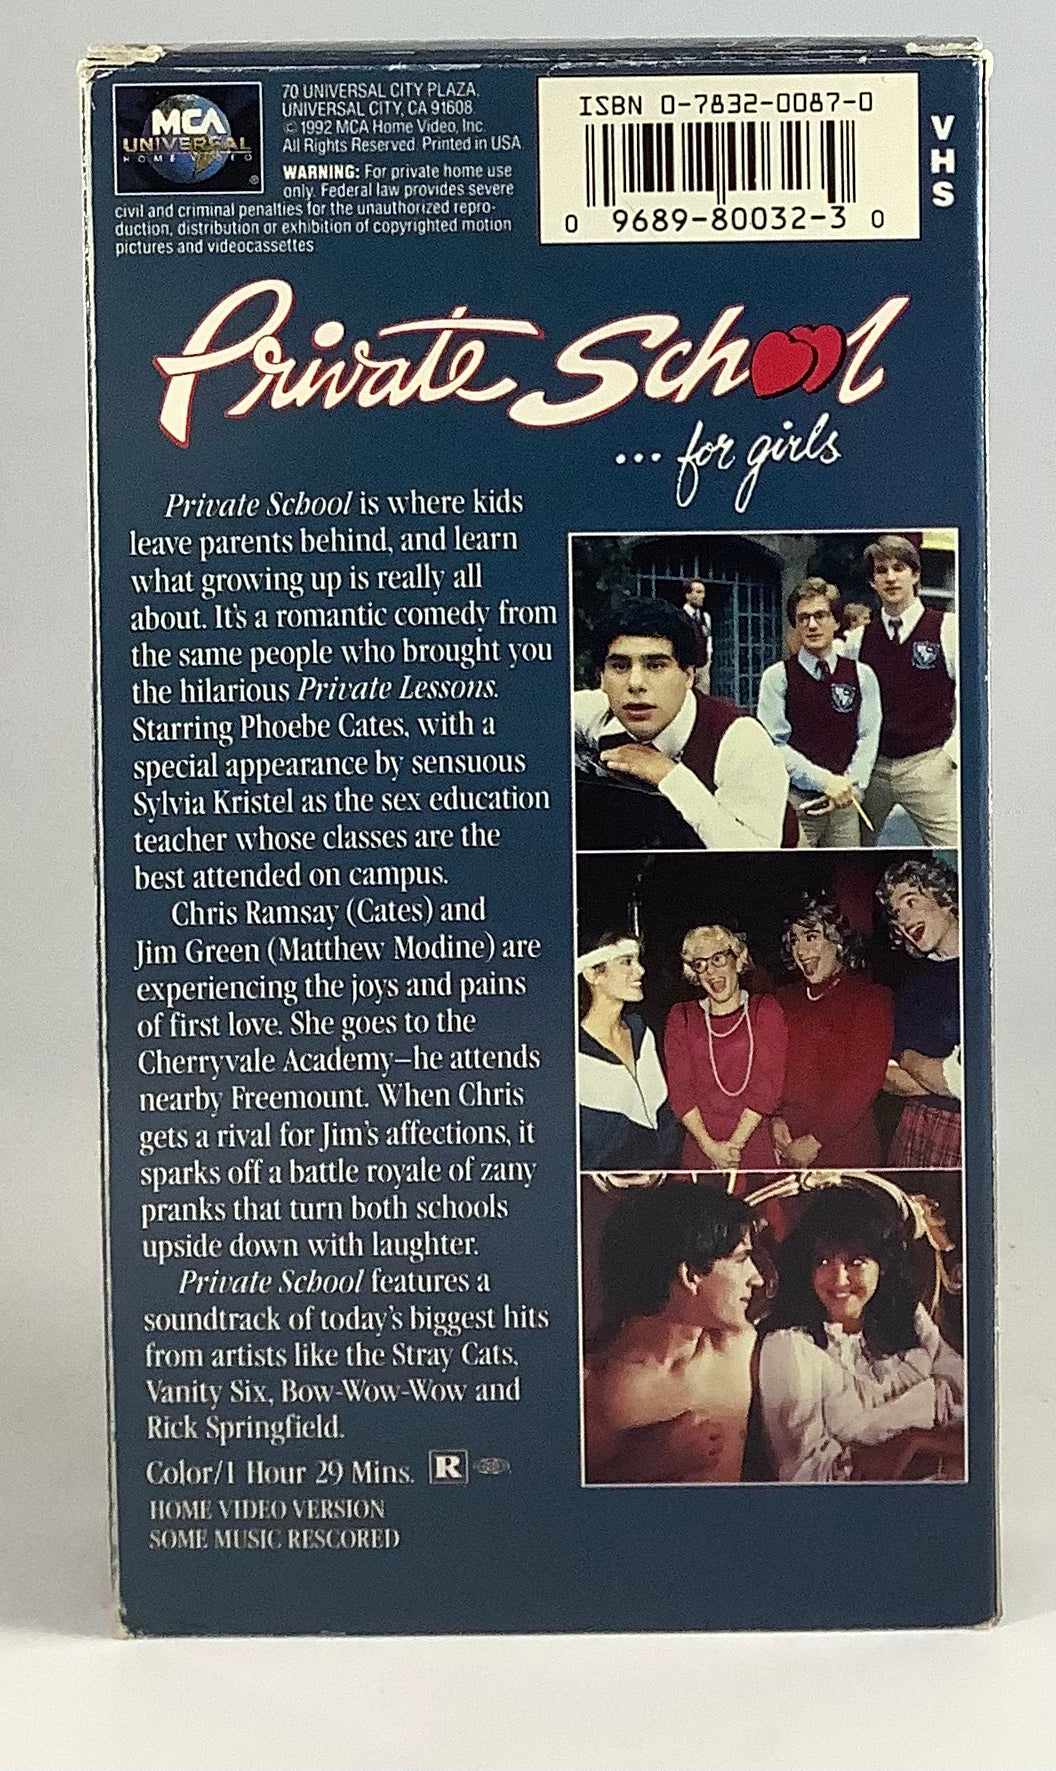 MCA
UNIVERSAL
HOME VIDEO
®
70 UNIVERSAL CITY PLAZA,
UNIVERSAL CITY, CA 91608.
© 1992 MCA Home Video, Inc.
All Rights Reserved. Printed in USA.
WARNING: For private home use
only. Federal law provides severe
civil and criminal penalties for the unauthorized repro-
duction, distribution or exhibition of copyrighted motion
pictures and videocassettes
ISBN 0-7832-0087-0
0 9689-80032-3 0
VHS
Private School
... for girls
Private School is where kids
leave parents behind, and learn
what growing up is really all
about. It's a romantic comedy from
the same people who brought you
the hilarious Private Lessons.
Starring Phoebe Cates, with a
special appearance by sensuous
Sylvia Kristel as the sex education
teacher whose classes are the
best attended on campus.
Chris Ramsay (Cates) and
Jim Green (Matthew Modine) are
experiencing the joys and pains
of first love. She goes to the
Cherryvale Academy—he attends
nearby Freemount. When Chris
gets a rival for Jim's affections, it
sparks off a battle royale of zany
pranks that turn both schools
upside down with laughter.
Private School features a
soundtrack of today's biggest hits
from artists like the Stray Cats,
Vanity Six, Bow-Wow-Wow and
Rick Springfield.
Color/1 Hour 29 Mins. R
HOME VIDEO VERSION
SOME MUSIC RESCORED